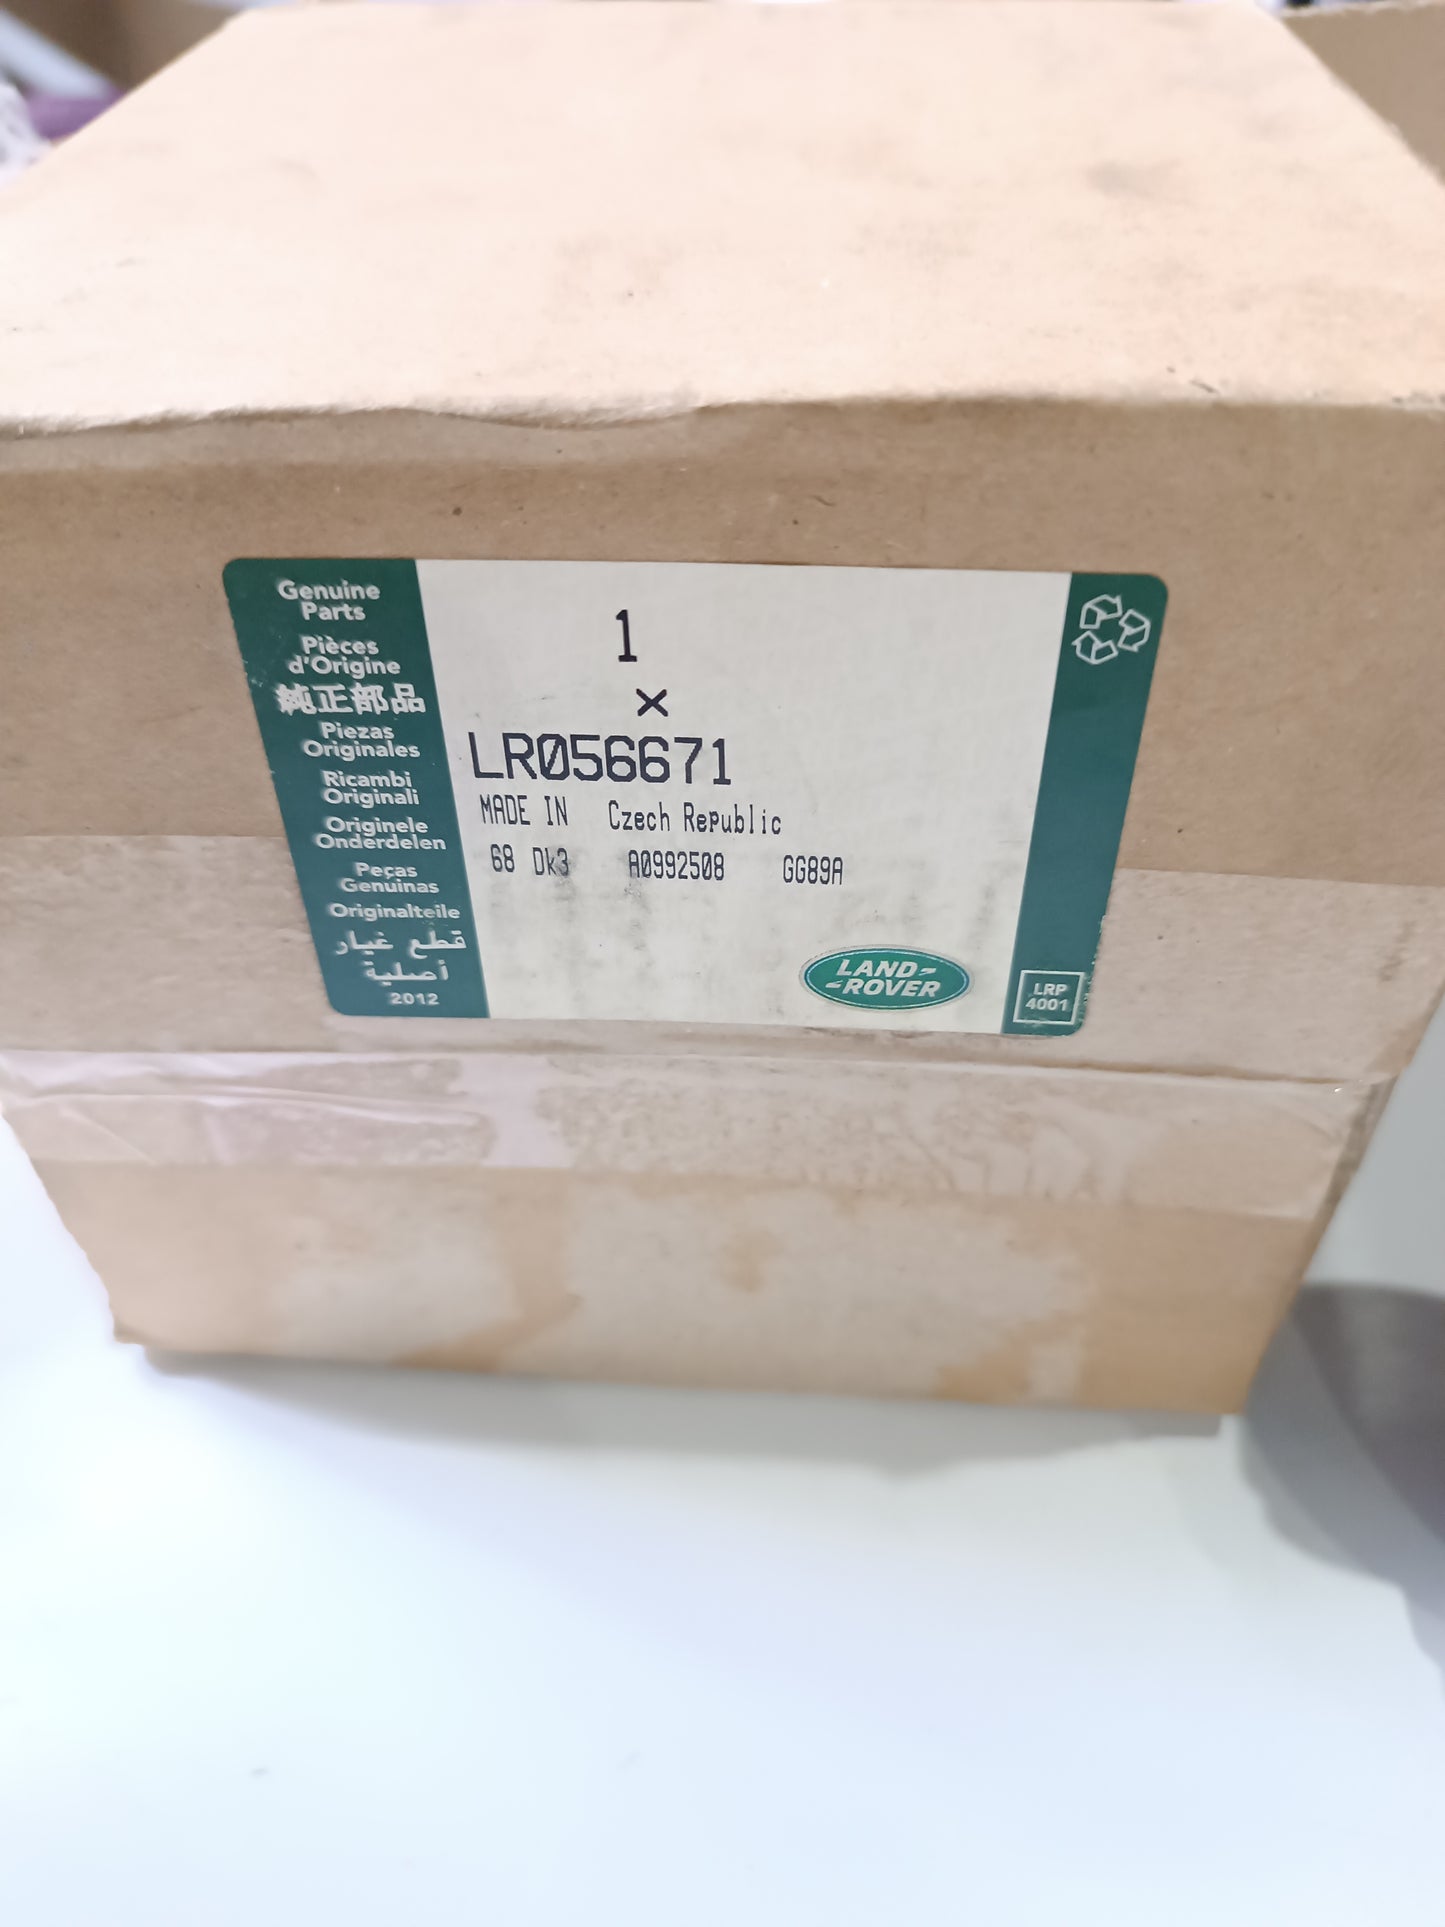 Genuine
Parts
Pièces
d'Origine
純正部品
Piezas
Originales
Ricambi
Originali
Originele
Onderdelen
Peças
Genuinas
Originalteile
قطع غيار
أصلية
2012
1
×
LR056671
MADE IN Czech Republic
68 Dk3 A0992508 GG89A
LAND-
-ROVER
LRP
4001